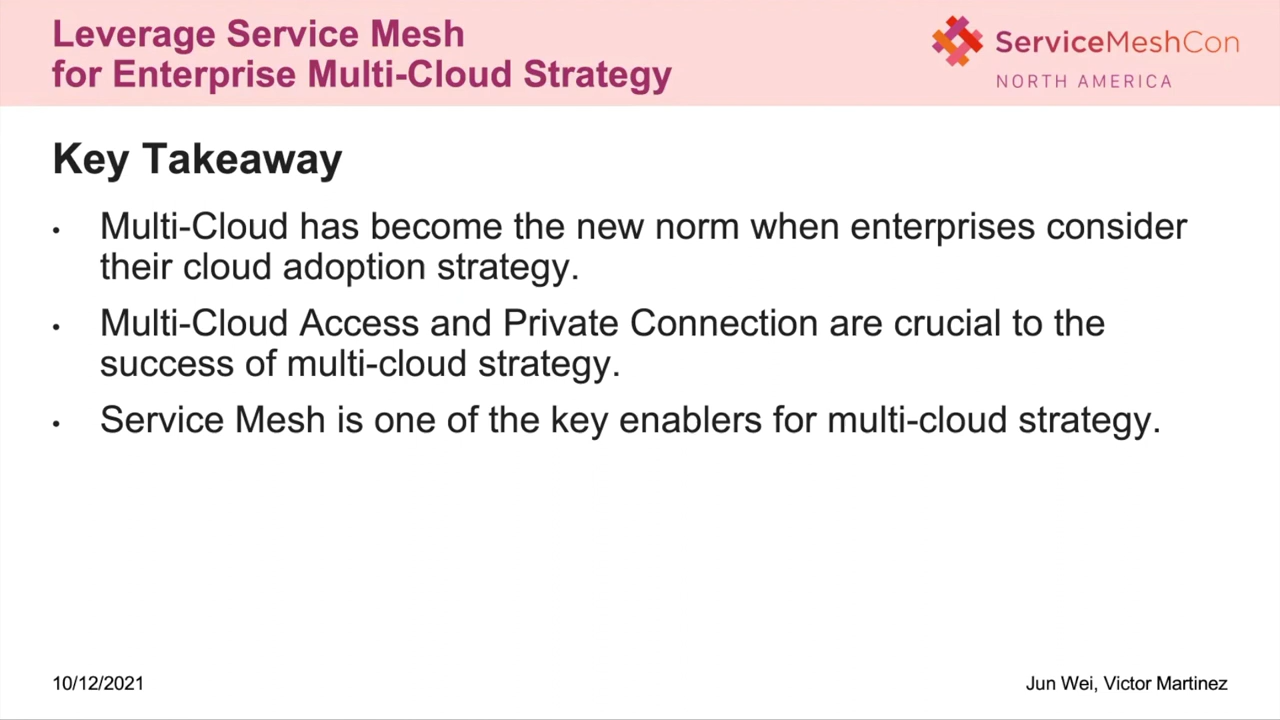 Leverage Service Mesh
for Enterprise Multi-Cloud Strategy
ServiceMeshCon
NORTH AMERICA
Key Takeaway
• Multi-Cloud has become the new norm when enterprises consider
their cloud adoption strategy.
• Multi-Cloud Access and Private Connection are crucial to the
success of multi-cloud strategy.
• Service Mesh is one of the key enablers for multi-cloud strategy.
10/12/2021
Jun Wei, Victor Martinez